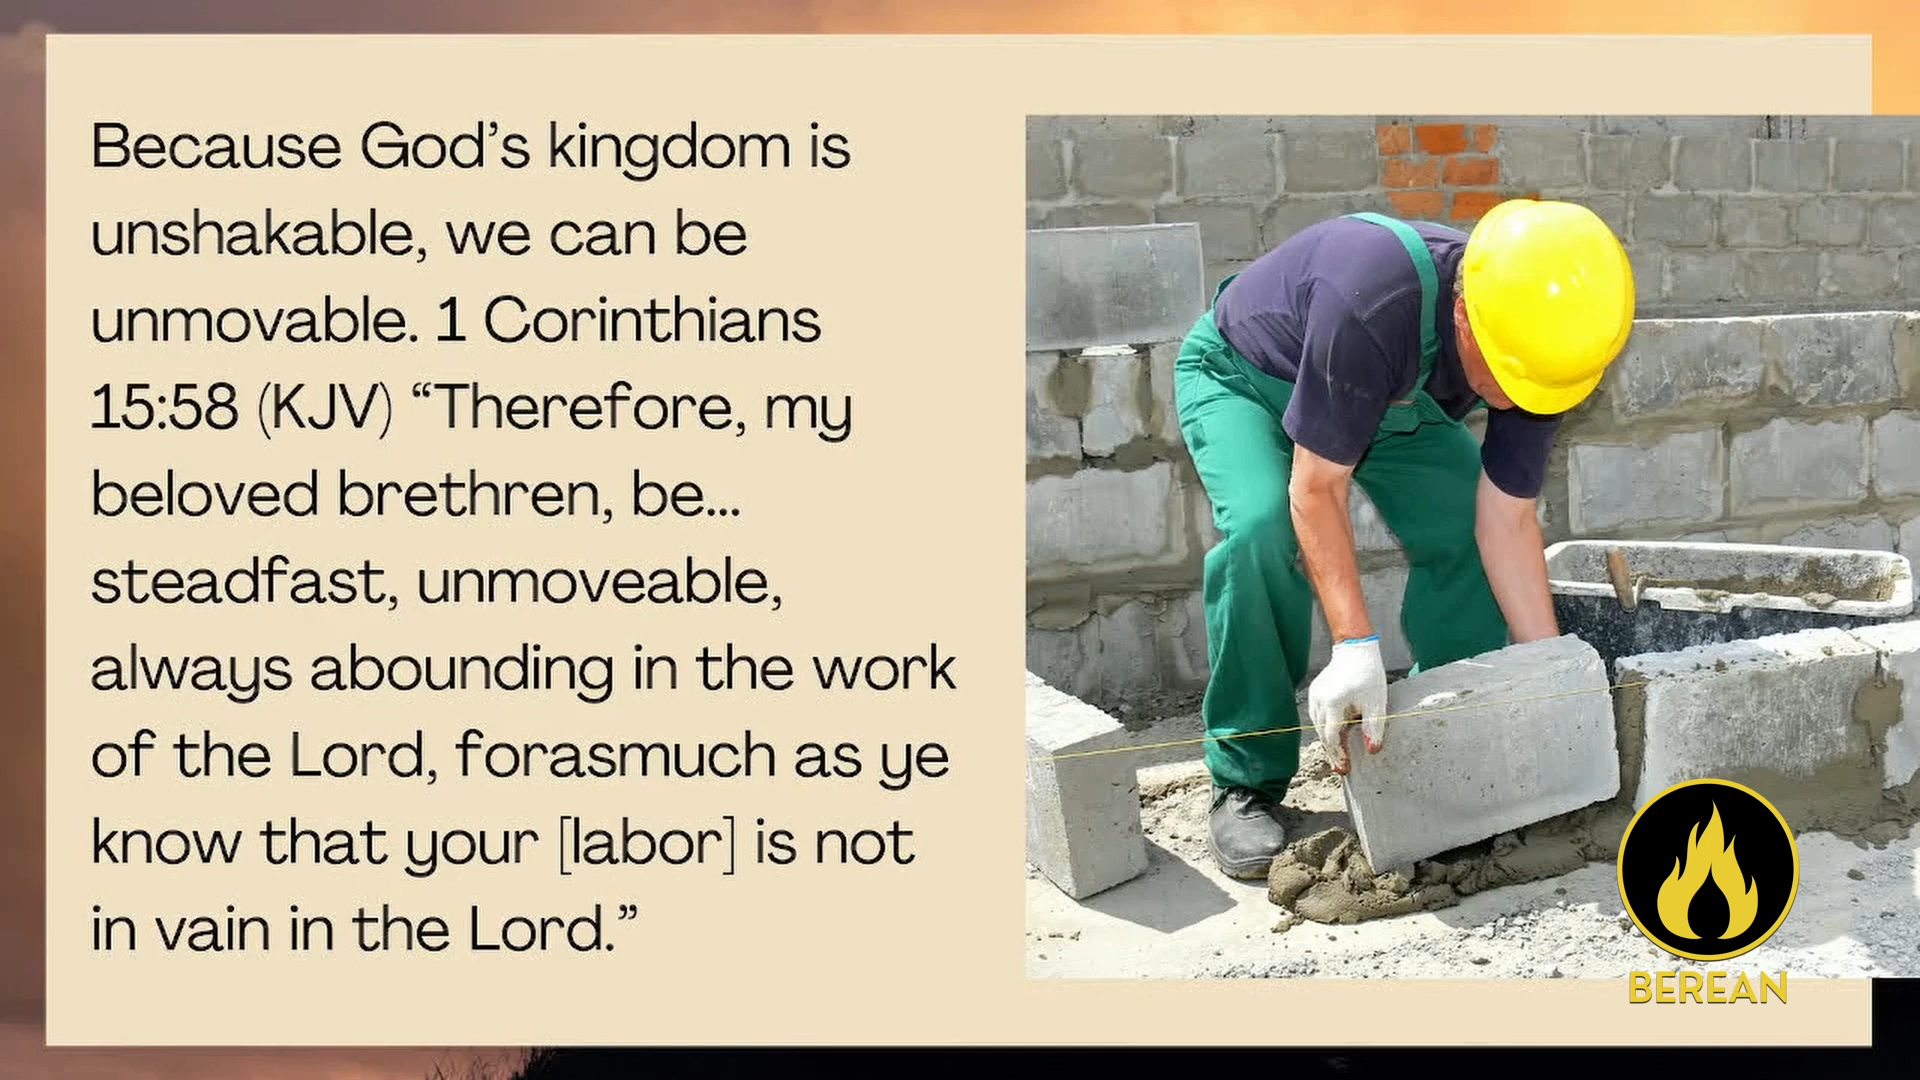 Because God’s kingdom is
unshakable, we can be
unmovable. 1 Corinthians
15:58 (KJV) “Therefore, my
beloved brethren, be...
steadfast, unmoveable,
always abounding in the work
of the Lord, forasmuch as ye
know that your [labor] is not
in vain in the Lord.”
BEREAN